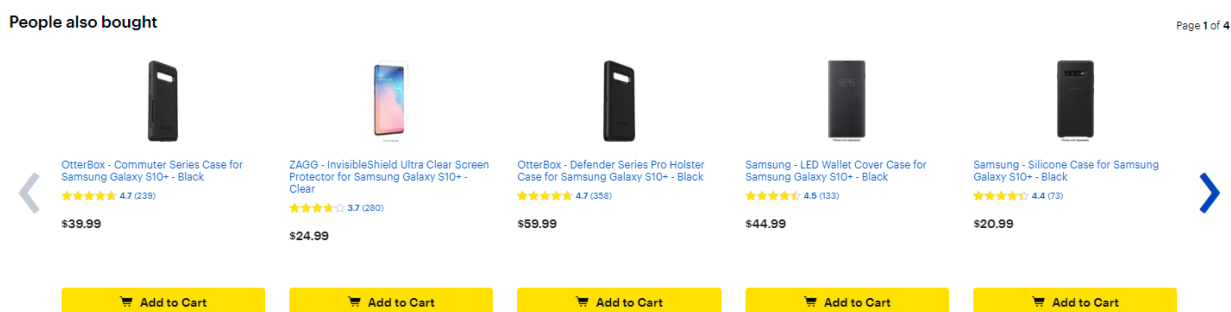 People also bought
Page 1 of 4
OtterBox - Commuter Series Case for
Samsung Galaxy S10+ - Black
4.7 (239)
$39.99
Add to Cart
ZAGG - InvisibleShield Ultra Clear Screen
Protector for Samsung Galaxy S10+ -
Clear
3.7 (280)
$24.99
Add to Cart
OtterBox - Defender Series Pro Holster
Case for Samsung Galaxy S10+ - Black
4.7 (358)
$59.99
Add to Cart
Samsung - LED Wallet Cover Case for
Samsung Galaxy S10+ - Black
4.5 (133)
$44.99
Add to Cart
Samsung - Silicone Case for Samsung
Galaxy S10+ - Black
4.4 (73)
$20.99
Add to Cart